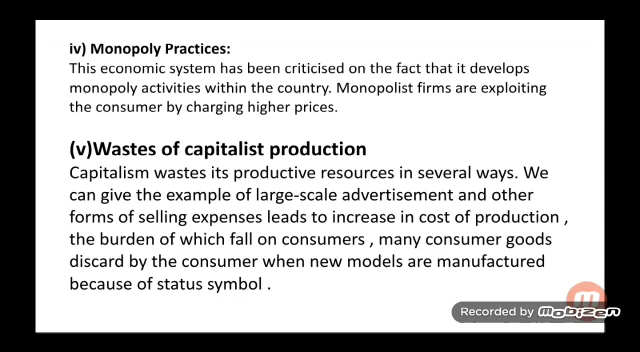 iv) Monopoly Practices:
This economic system has been criticised on the fact that it develops
monopoly activities within the country. Monopolist firms are exploiting
the consumer by charging higher prices.
(v)Wastes of capitalist production
Capitalism wastes its productive resources in several ways. We
can give the example of large-scale advertisement and other
forms of selling expenses leads to increase in cost of production ,
the burden of which fall on consumers , many consumer goods
discard by the consumer when new models are manufactured
because of status symbol .
Recorded by Mobizen